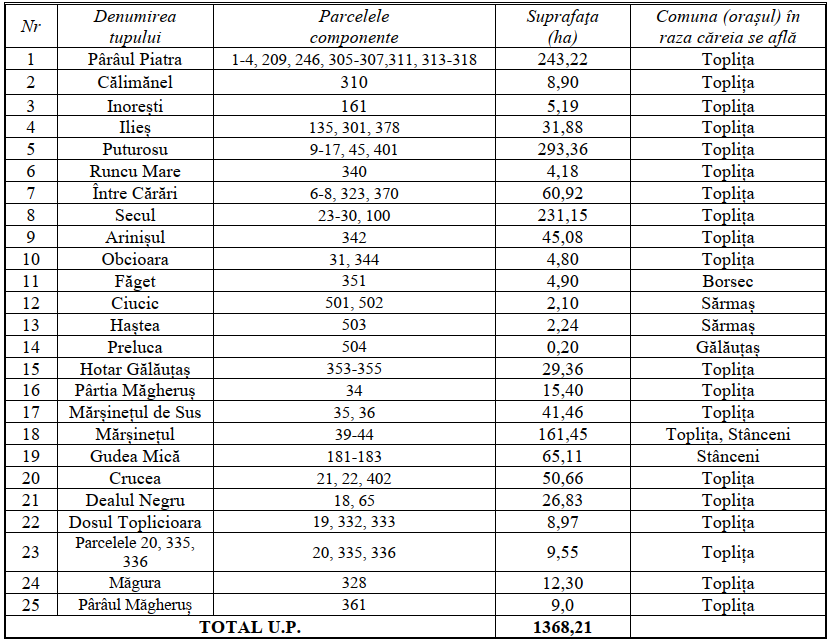 Nr Denumirea tupului Parcelele componente Suprafaţa (ha) Comuna (orașul) în raza căreia se află
1 Pârâul Piatra 1-4, 209, 246, 305-307,311, 313-318 243,22 Toplița
2 Călimănel 310 8,90 Toplița
3 Inorești 161 5,19 Toplița
4 Ilieș 135, 301, 378 31,88 Toplița
5 Puturosu 9-17, 45, 401 293,36 Toplița
6 Runcu Mare 340 4,18 Toplița
7 Între Cărări 6-8, 323, 370 60,92 Toplița
8 Secul 23-30, 100 231,15 Toplița
9 Arinișul 342 45,08 Toplița
10 Obcioara 31, 344 4,80 Toplița
11 Făget 351 4,90 Borsec
12 Ciucic 501, 502 2,10 Sărmaș
13 Haștea 503 2,24 Sărmaș
14 Preluca 504 0,20 Gălăuțaș
15 Hotar Gălăuțaș 353-355 29,36 Toplița
16 Pârtia Măgheruș 34 15,40 Toplița
17 Mărșinețul de Sus 35, 36 41,46 Toplița
18 Mărșinețul 39-44 161,45 Toplița, Stânceni
19 Gudea Mică 181-183 65,11 Stânceni
20 Crucea 21, 22, 402 50,66 Toplița
21 Dealul Negru 18, 65 26,83 Toplița
22 Dosul Toplicioara 19, 332, 333 8,97 Toplița
23 Parcelele 20, 335, 336 20, 335, 336 9,55 Toplița
24 Măgura 328 12,30 Toplița
25 Pârâul Măgheruș 361 9,0 Toplița
TOTAL U.P. 1368,21